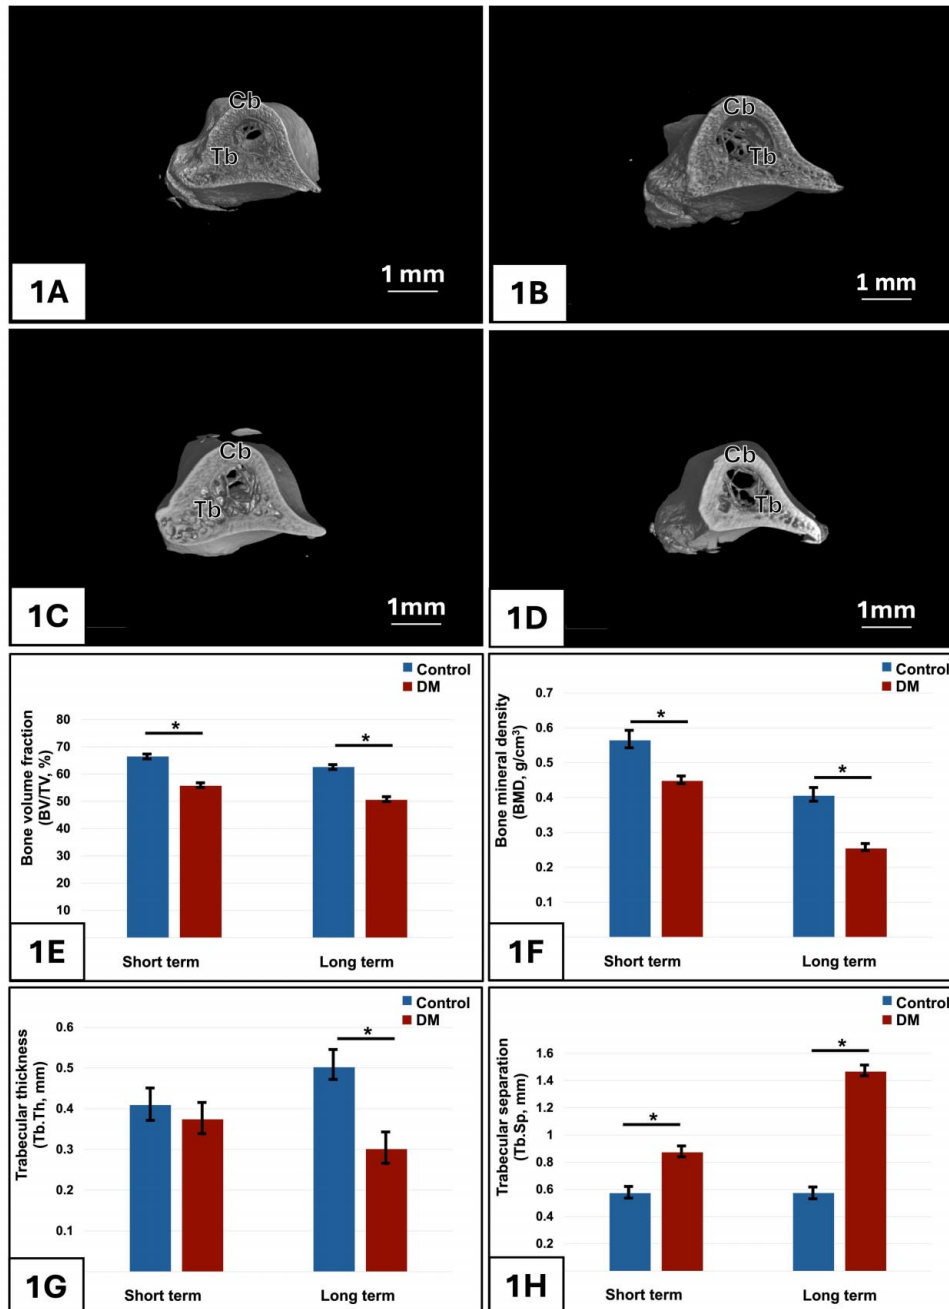 Cb
Tb
1A
1 mm
Cb
Tb
1B
1 mm
Cb
Tb
1C
1mm
Cb
Tb
1D
1mm
Control
DM
Bone volume fraction
(BV/TV, %)
80
70
60
50
40
30
20
10
*
*
1E
Short term
Long term
Control
DM
Bone mineral density
(BMD, g/cm³)
0.7
0.6
0.5
0.4
0.3
0.2
0.1
*
*
1F
Short term
Long term
Control
DM
Trabecular thickness
(Tb.Th, mm)
0.6
0.5
0.4
0.3
0.2
0.1
*
1G
Short term
Long term
Control
DM
Trabecular separation
(Tb.Sp, mm)
1.6
1.4
1.2
1
0.8
0.6
0.4
0.2
*
*
1H
Short term
Long term